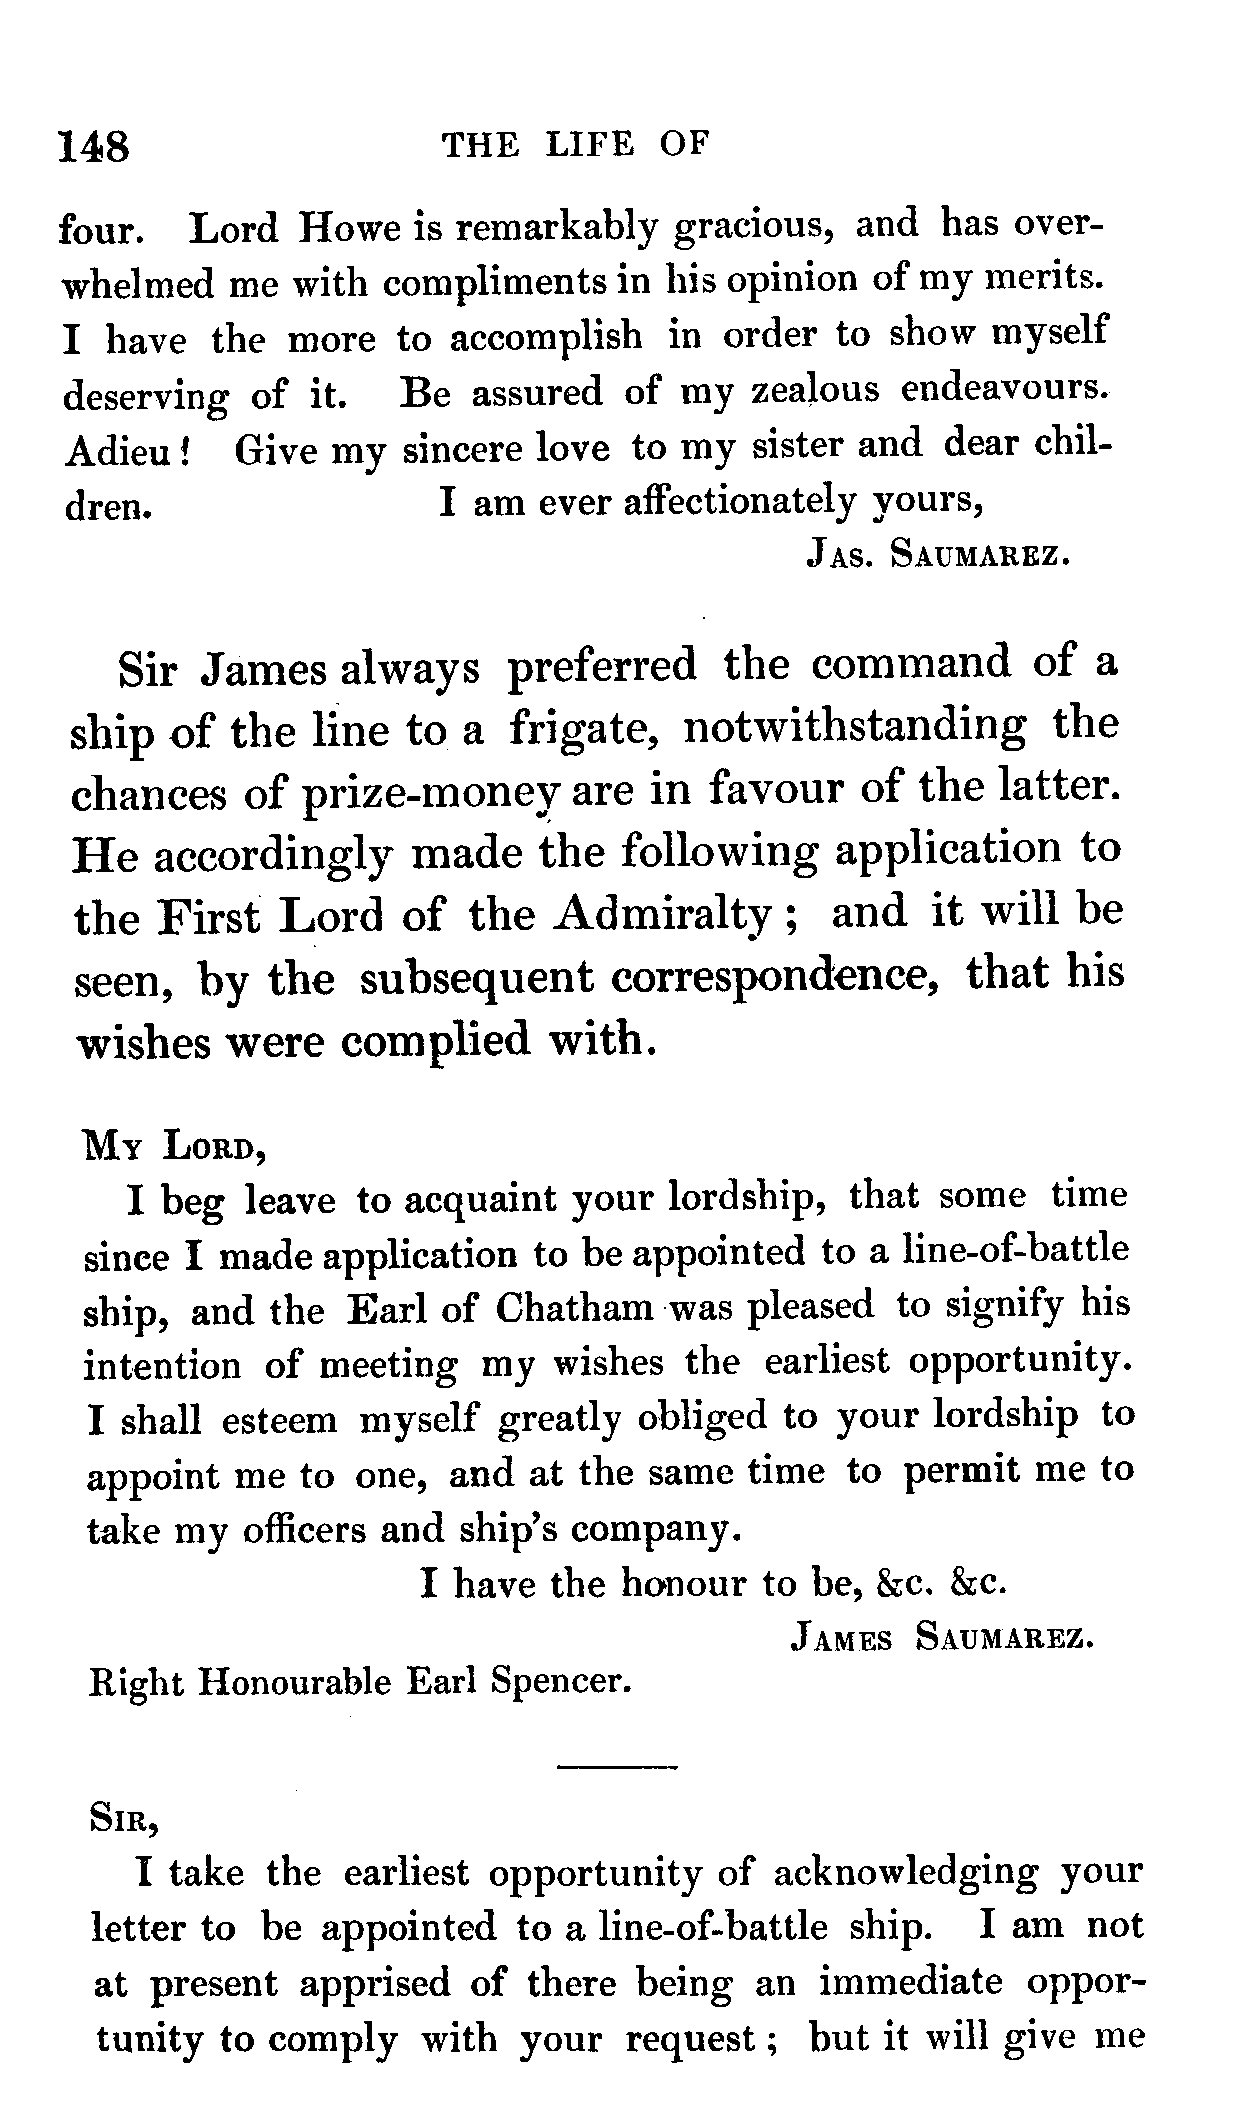 148 THE LIFE OF
four. Lord Howe is remarkably gracious, and has over-
whelmed me with compliments in his opinion of my merits.
I have the more to accomplish in order to show myself
deserving of it. Be assured of my zealous endeavours.
Adieu! Give my sincere love to my sister and dear chil-
dren. I am ever affectionately yours,
JAS. SAUMAREZ.
Sir James always preferred the command of a
ship of the line to a frigate, notwithstanding the
chances of prize-money are in favour of the latter.
He accordingly made the following application to
the First Lord of the Admiralty; and it will be
seen, by the subsequent correspondence, that his
wishes were complied with.
MY LORD,
I beg leave to acquaint your lordship, that some time
since I made application to be appointed to a line-of-battle
ship, and the Earl of Chatham was pleased to signify his
intention of meeting my wishes the earliest opportunity.
I shall esteem myself greatly obliged to your lordship to
appoint me to one, and at the same time to permit me to
take my officers and ship's company.
I have the honour to be, &c. &c.
JAMES SAUMAREZ.
Right Honourable Earl Spencer.
SIR,
I take the earliest opportunity of acknowledging your
letter to be appointed to a line-of-battle ship. I am not
at present apprised of there being an immediate oppor-
tunity to comply with your request; but it will give me